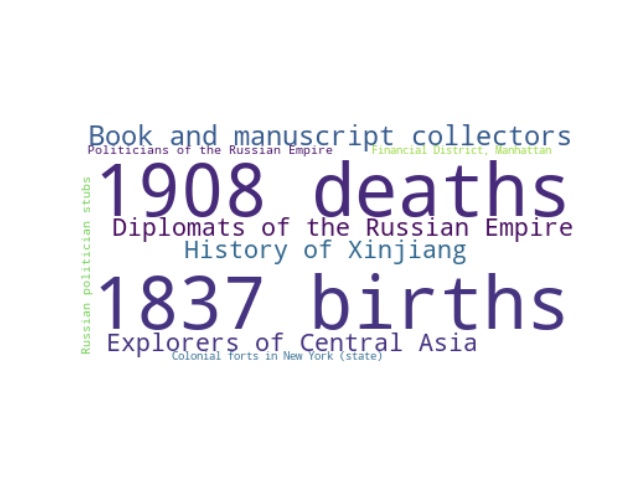 Book and manuscript collectors
Politicians of the Russian Empire
Financial District, Manhattan
1908 deaths
Diplomats of the Russian Empire
History of Xinjiang
1837 births
Explorers of Central Asia
Colonial forts in New York (state)
Russian politician stubs